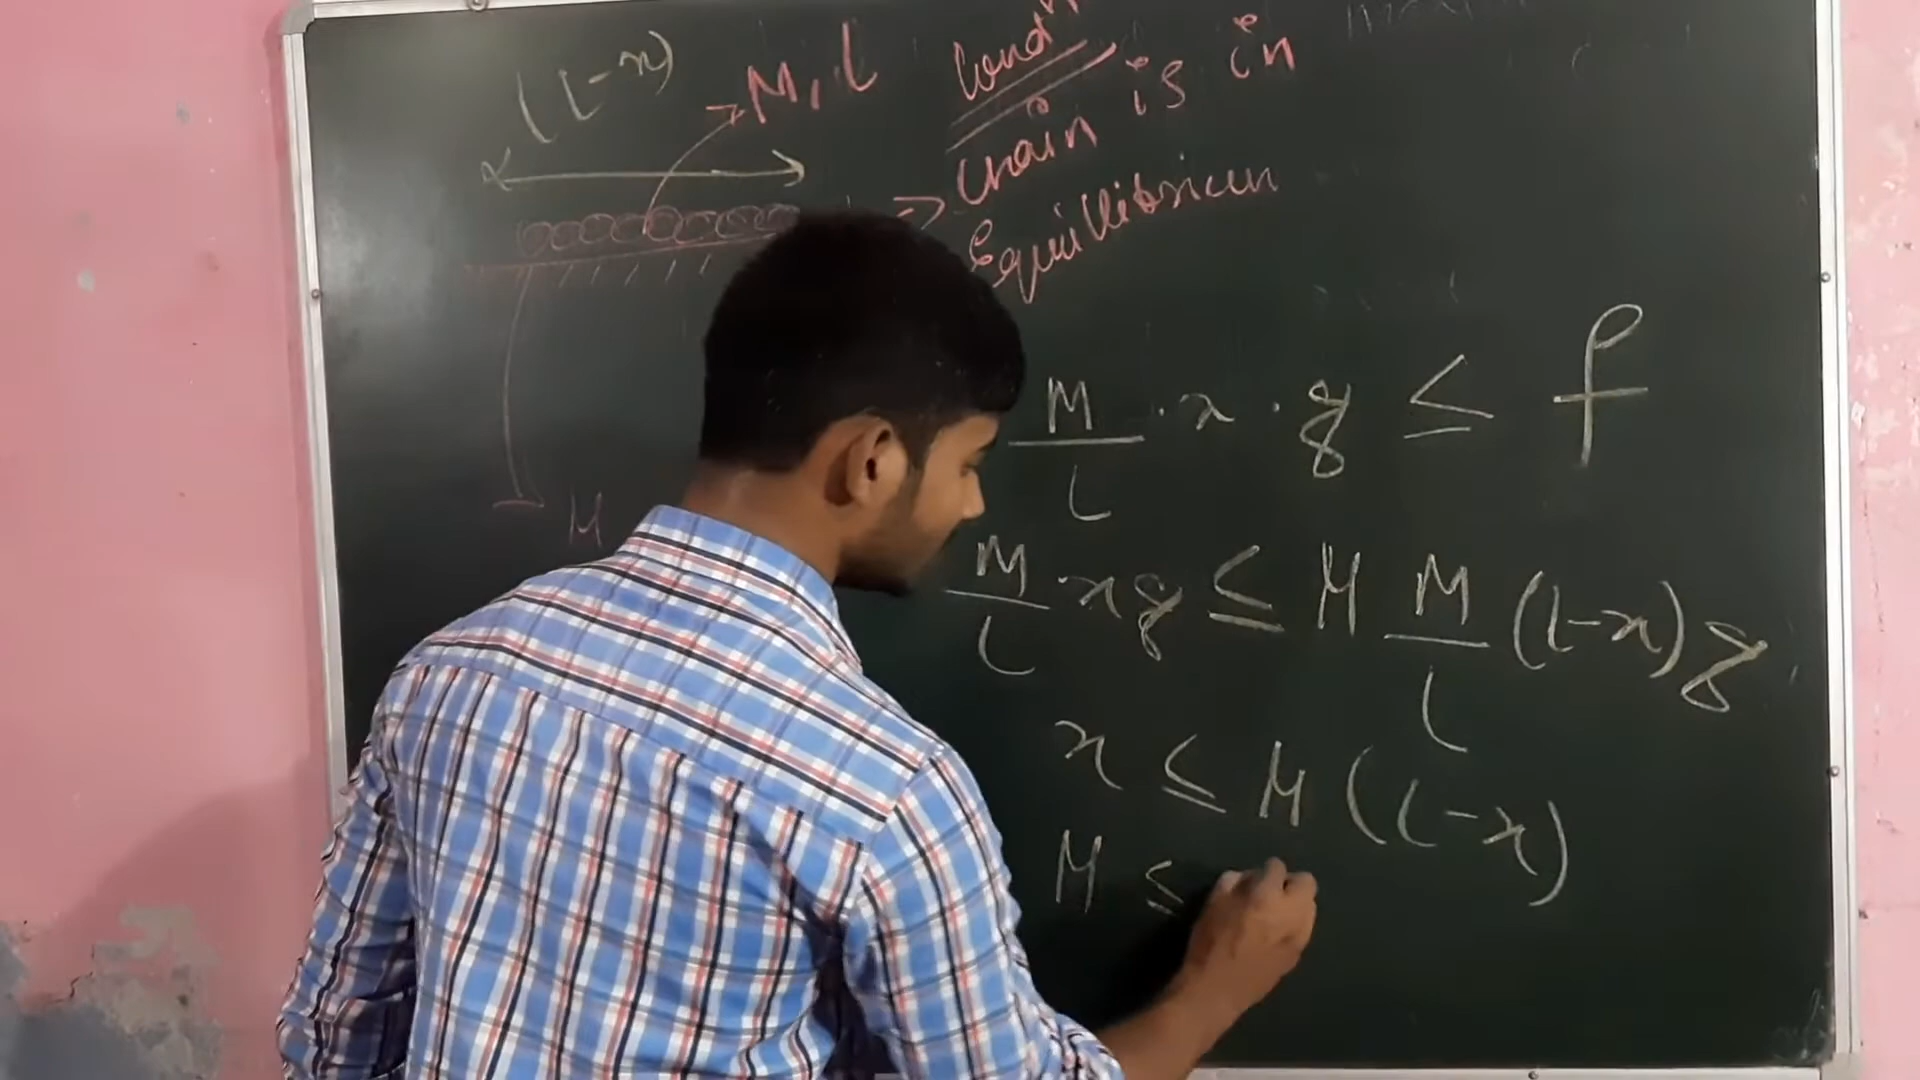 (l-x)
→ M, l
Condn
⇒ Chain is in
Equillibrium
M/L · x · g ≤ f
μ
M/L · xg ≤ μ M/L (l-x)g
x ≤ μ (l-x)
μ ≤